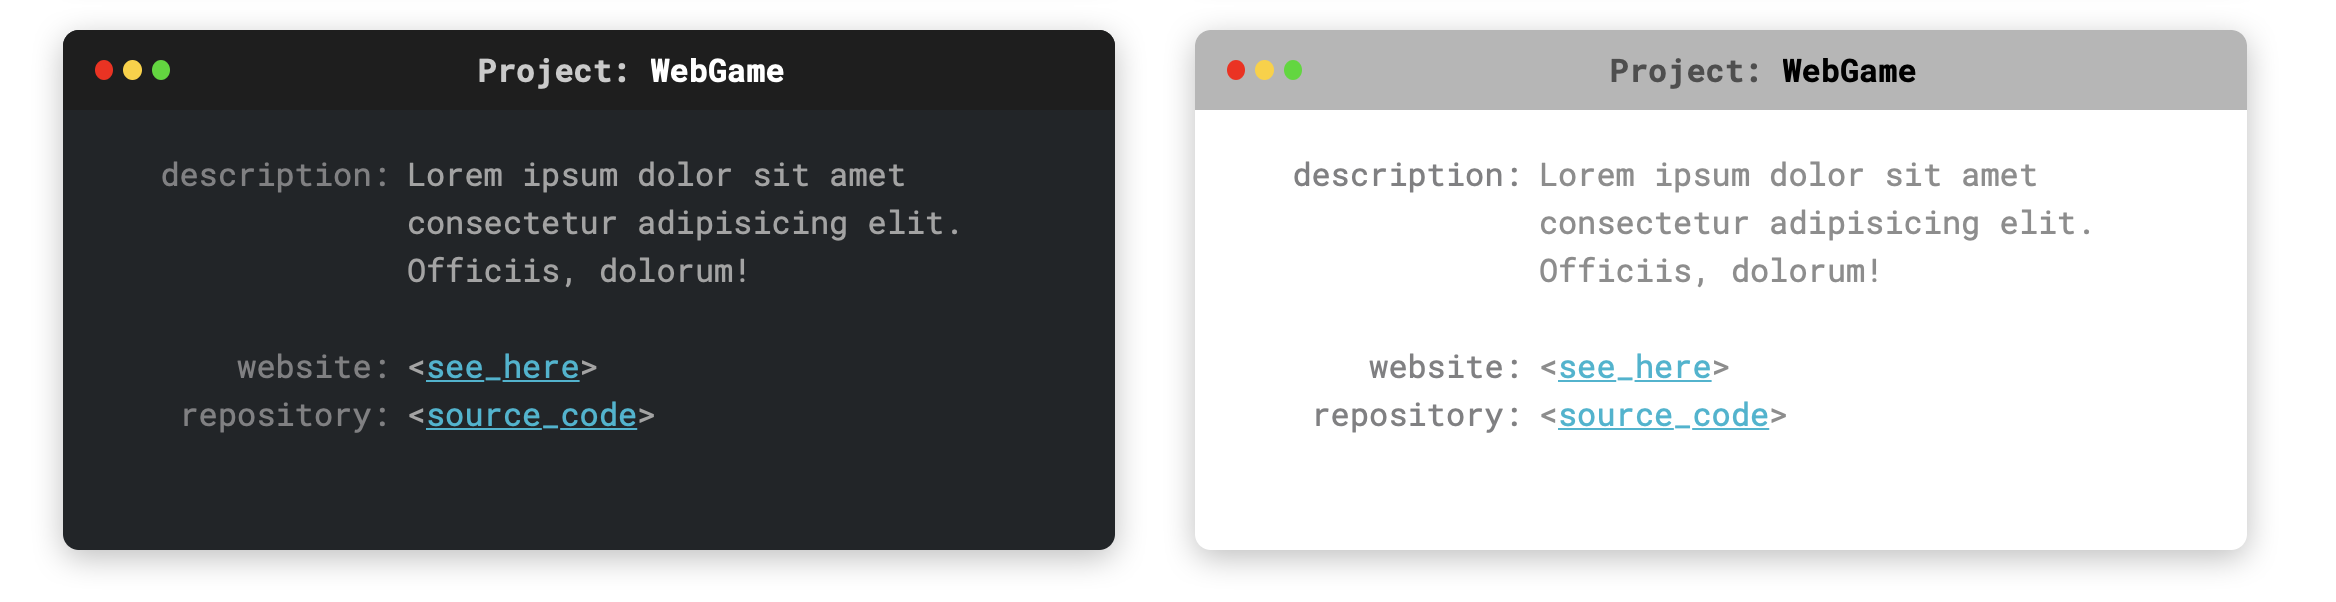 Project: WebGame
description: Lorem ipsum dolor sit amet
consectetur adipisicing elit.
Officiis, dolorum!
website: <see_here>
repository: <source_code>
Project: WebGame
description: Lorem ipsum dolor sit amet
consectetur adipisicing elit.
Officiis, dolorum!
website: <see_here>
repository: <source_code>